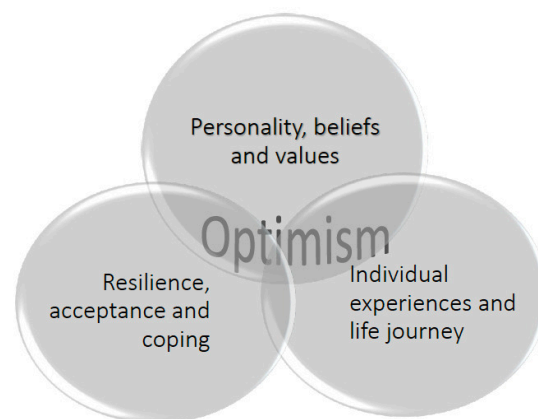 Personality, beliefs
and values
Optimism
Resilience,
acceptance and
coping
Individual
experiences and
life journey